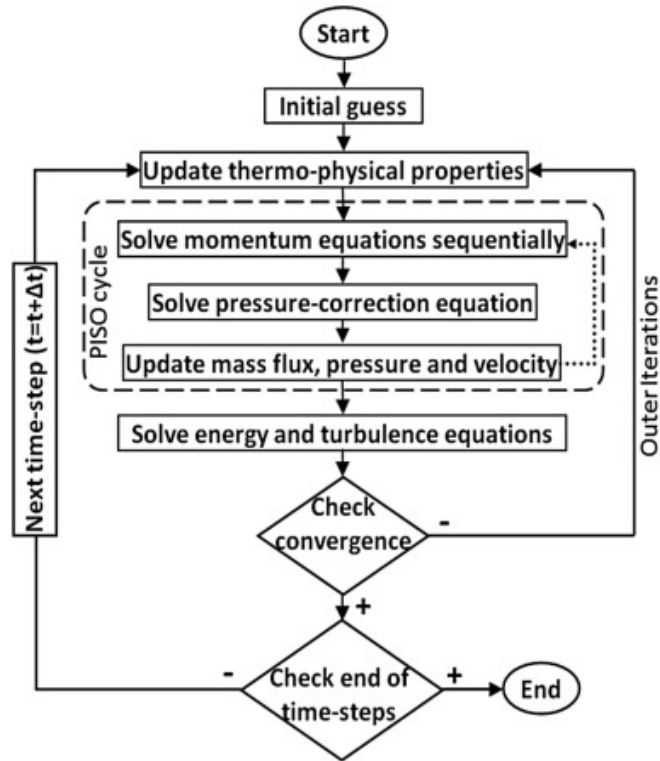 Start
Initial guess
Update thermo-physical properties
Solve momentum equations sequentially
PISO cycle
Solve pressure-correction equation
Update mass flux, pressure and velocity
Next time-step (t=t+Δt)
Outer Iterations
Solve energy and turbulence equations
Check
convergence
-
+
-
Check end of
time-steps
+
End